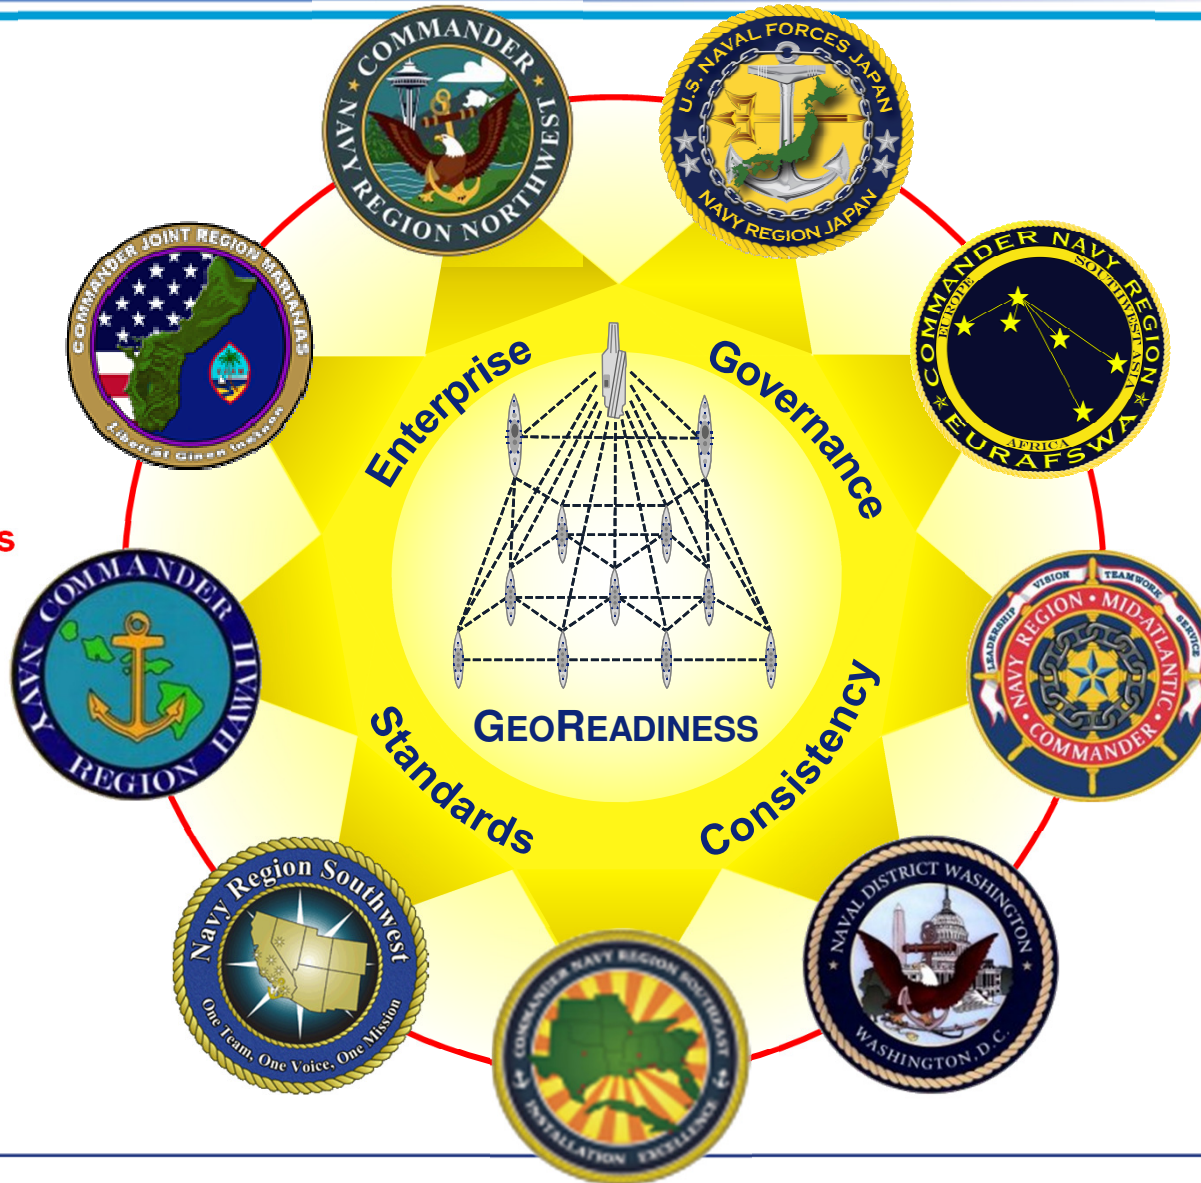 COMMANDER
NAVY REGION NORTHWEST
U.S. NAVAL FORCES JAPAN
NAVY REGION JAPAN
COMMANDER JOINT REGION MARIANAS
GUAM
COMMANDER NAVY REGION
EUROPE
SOUTHWEST ASIA
AFRICA
EURAFSWA
Enterprise
Governance
s
COMMANDER
NAVY REGION HAWAII
LEADERSHIP VISION TEAMWORK SERVICE
NAVY REGION • MID-ATLANTIC
COMMANDER
GEOREADINESS
Standards
Consistency
Navy Region Southwest
One Team, One Voice, One Mission
NAVAL DISTRICT WASHINGTON
WASHINGTON, D.C.
COMMANDER NAVY REGION SOUTHEAST
INSTALLATION EXCELLENCE